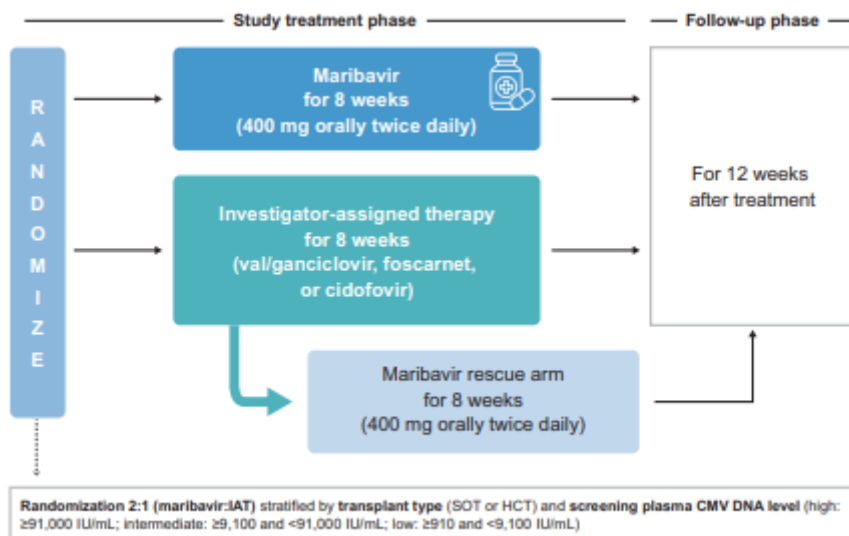 Study treatment phase
Follow-up phase
RANDOMIZE
Maribavir
for 8 weeks
(400 mg orally twice daily)
Investigator-assigned therapy
for 8 weeks
(val/ganciclovir, foscarnet,
or cidofovir)
Maribavir rescue arm
for 8 weeks
(400 mg orally twice daily)
For 12 weeks
after treatment
Randomization 2:1 (maribavir:IAT) stratified by transplant type (SOT or HCT) and screening plasma CMV DNA level (high:
≥91,000 IU/mL; intermediate: ≥9,100 and <91,000 IU/mL; low: ≥910 and <9,100 IU/mL)